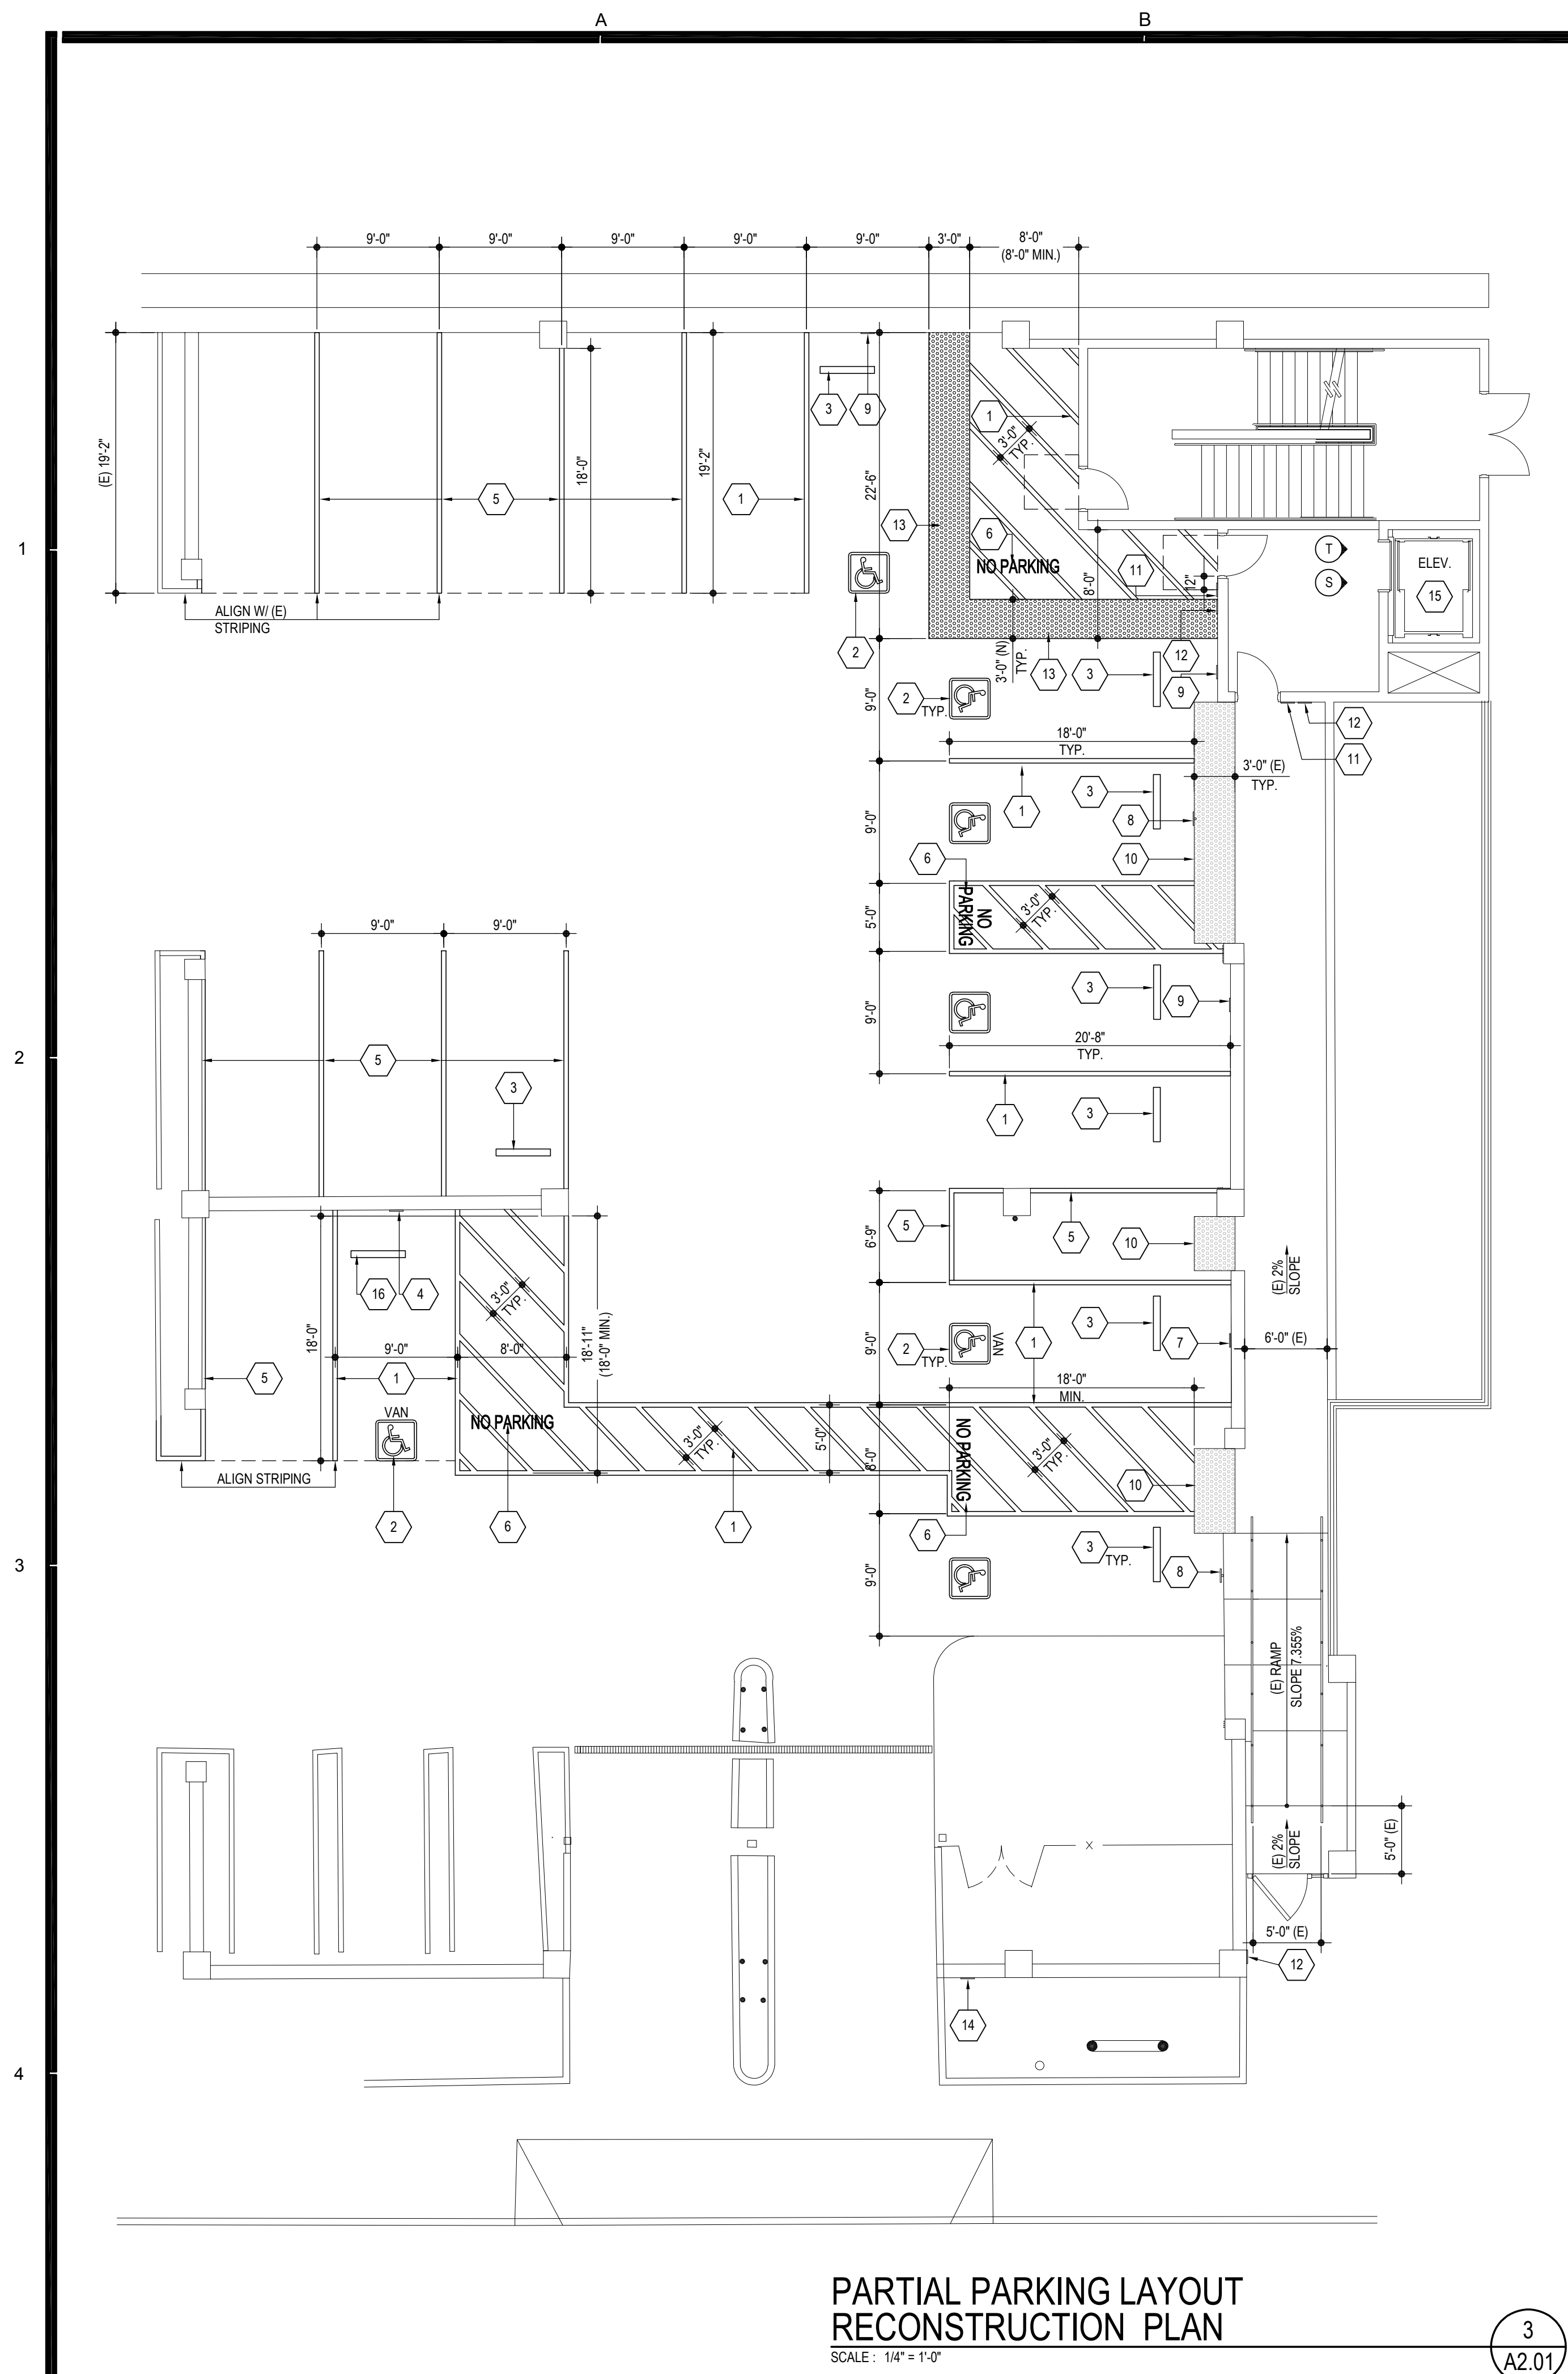 A
B
9'-0"
9'-0"
9'-0"
9'-0"
9'-0"
3'-0"
8'-0"
(8'-0" MIN.)
(E) 19'-2"
18'-0"
19'-2"
22'-6"
3
9
1
3'-0"
TYP.
5
1
13
6
NO PARKING
11
8'-0"
12"
T
S
ELEV.
15
1
ALIGN W/ (E)
STRIPING
2
3'-0" (N)
TYP.
13
3
12
9
2
TYP.
9'-0"
18'-0"
TYP.
12
11
3'-0" (E)
TYP.
1
3
8
9'-0"
6
10
NO
PARKING
3'-0"
TYP.
5'-0"
9'-0"
9'-0"
3
9
9'-0"
20'-8"
TYP.
2
5
3
1
3
5
6'-9"
5
10
(E) 2%
SLOPE
16
4
3'-0"
TYP.
18'-0"
18'-11"
(18'-0" MIN.)
9'-0"
8'-0"
5
1
2
TYP.
9'-0"
VAN
1
3
7
6'-0" (E)
18'-0"
MIN.
VAN
NO PARKING
3'-0"
TYP.
5'-0"
8'-0"
NO PARKING
3'-0"
TYP.
ALIGN STRIPING
10
2
6
1
6
3
TYP.
8
9'-0"
3
(E) RAMP
SLOPE 7.355%
(E) 2%
SLOPE
5'-0" (E)
5'-0" (E)
12
14
4
PARTIAL PARKING LAYOUT
RECONSTRUCTION PLAN
SCALE : 1/4" = 1'-0"
3
A2.01